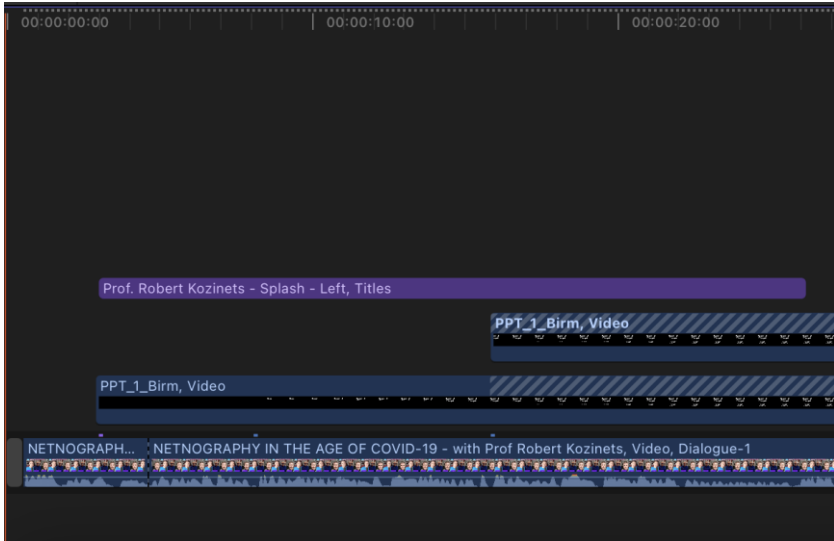 00:00:00:00
00:00:10:00
00:00:20:00
Prof. Robert Kozinets - Splash - Left, Titles
PPT_1_Birm, Video
PPT_1_Birm, Video
NETNOGRAPH...
NETNOGRAPHY IN THE AGE OF COVID-19 - with Prof Robert Kozinets, Video, Dialogue-1